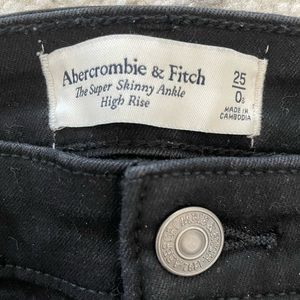 Abercrombie & Fitch
The Super Skinny Ankle
High Rise
25
0s
MADE IN
CAMBODIA